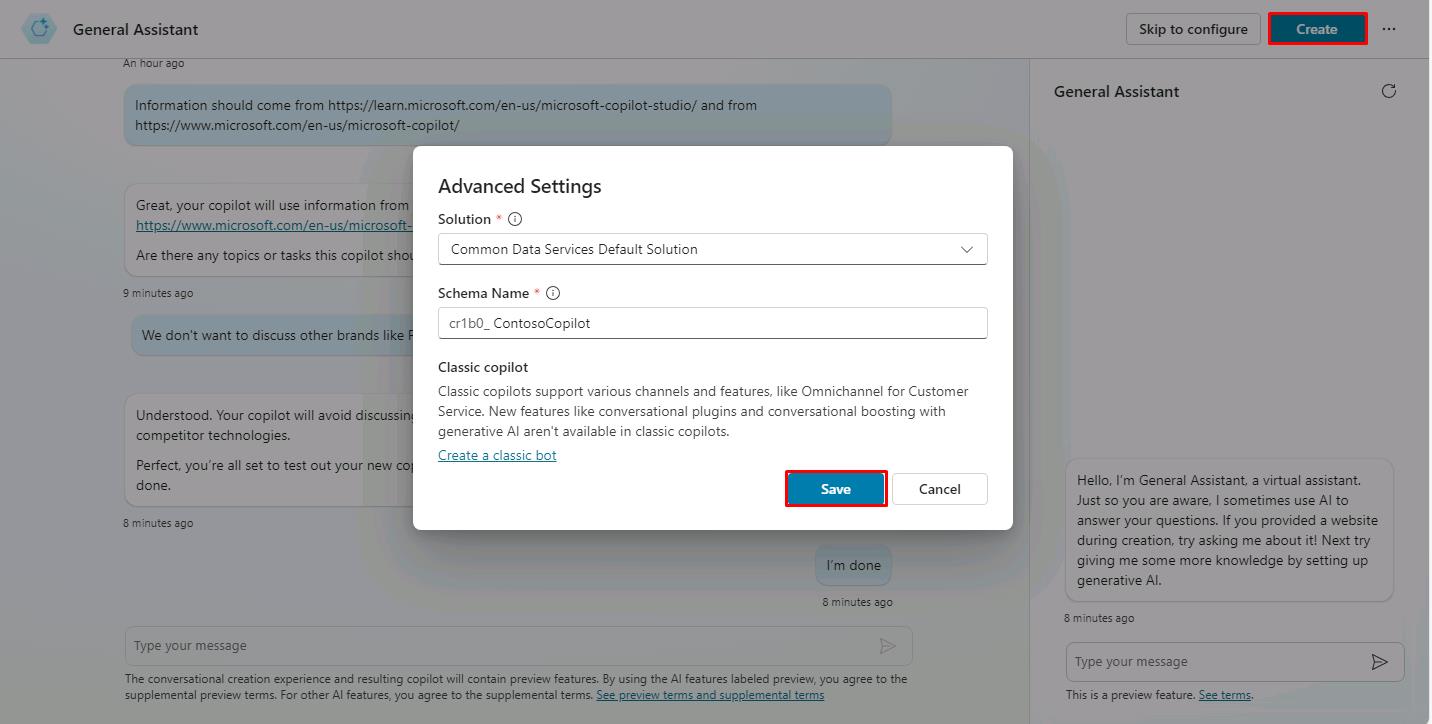 General Assistant
Skip to configure
Create
An hour ago
Information should come from https://learn.microsoft.com/en-us/microsoft-copilot-studio/ and from
https://www.microsoft.com/en-us/microsoft-copilot/
Great, your copilot will use information from
https://www.microsoft.com/en-us/microsoft-
Are there any topics or tasks this copilot
9 minutes ago
We don't want to discuss other brands like
Understood. Your copilot will avoid discussing
competitor technologies.
Perfect, you're all set to test out your new
done.
8 minutes ago
I'm done
8 minutes ago
Type your message
The conversational creation experience and resulting copilot will contain preview features. By using the AI features labeled preview, you agree to the
supplemental preview terms. For other AI features, you agree to the supplemental terms. See preview terms and supplemental terms
Advanced Settings
Solution *
Common Data Services Default Solution
Schema Name *
cr1b0_ ContosoCopilot
Classic copilot
Classic copilots support various channels and features, like Omnichannel for Customer
Service. New features like conversational plugins and conversational boosting with
generative AI aren't available in classic copilots.
Create a classic bot
Save
Cancel
General Assistant
Hello, I'm General Assistant, a virtual assistant.
Just so you are aware, I sometimes use AI to
answer your questions. If you provided a website
during creation, try asking me about it! Next try
giving me some more knowledge by setting up
generative AI.
8 minutes ago
Type your message
This is a preview feature. See terms.